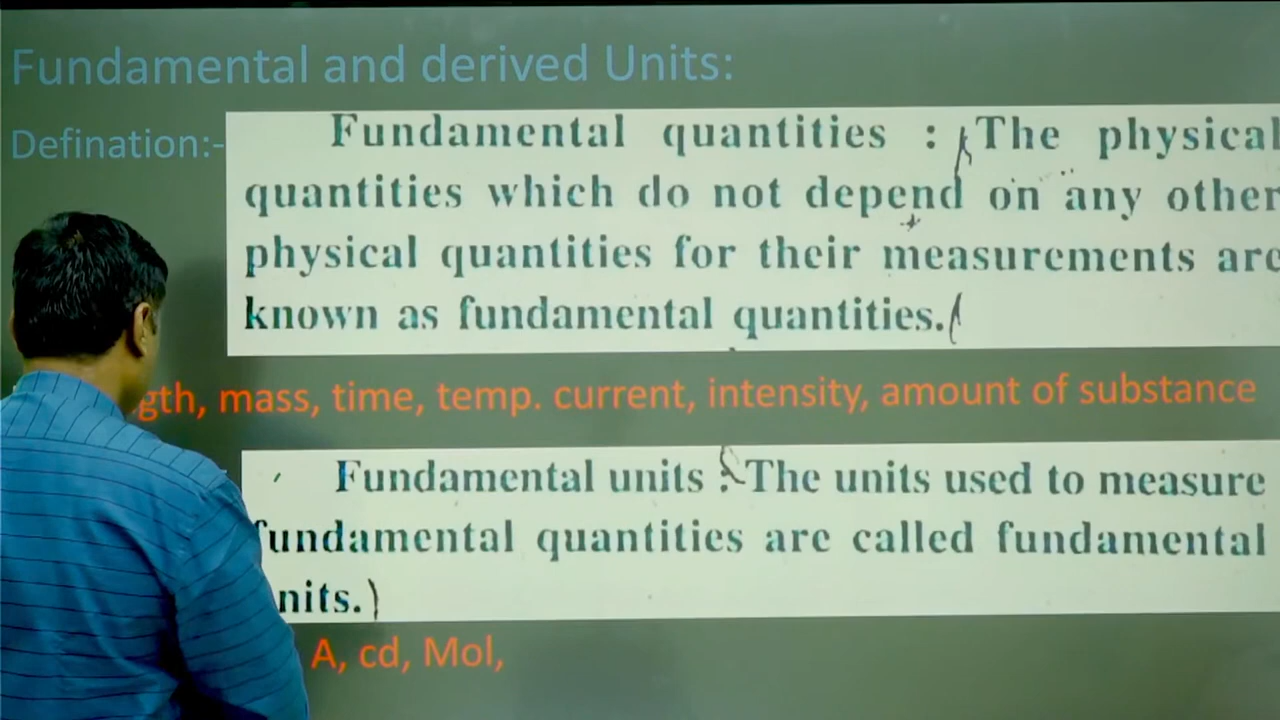 Fundamental and derived Units:
Defination:-
Fundamental quantities : The physical
quantities which do not depend on any other
physical quantities for their measurements are
known as fundamental quantities.
mass, time, temp. current, intensity, amount of substance
Fundamental units : The units used to measure
fundamental quantities are called fundamental
nits.)
A, cd, Mol,